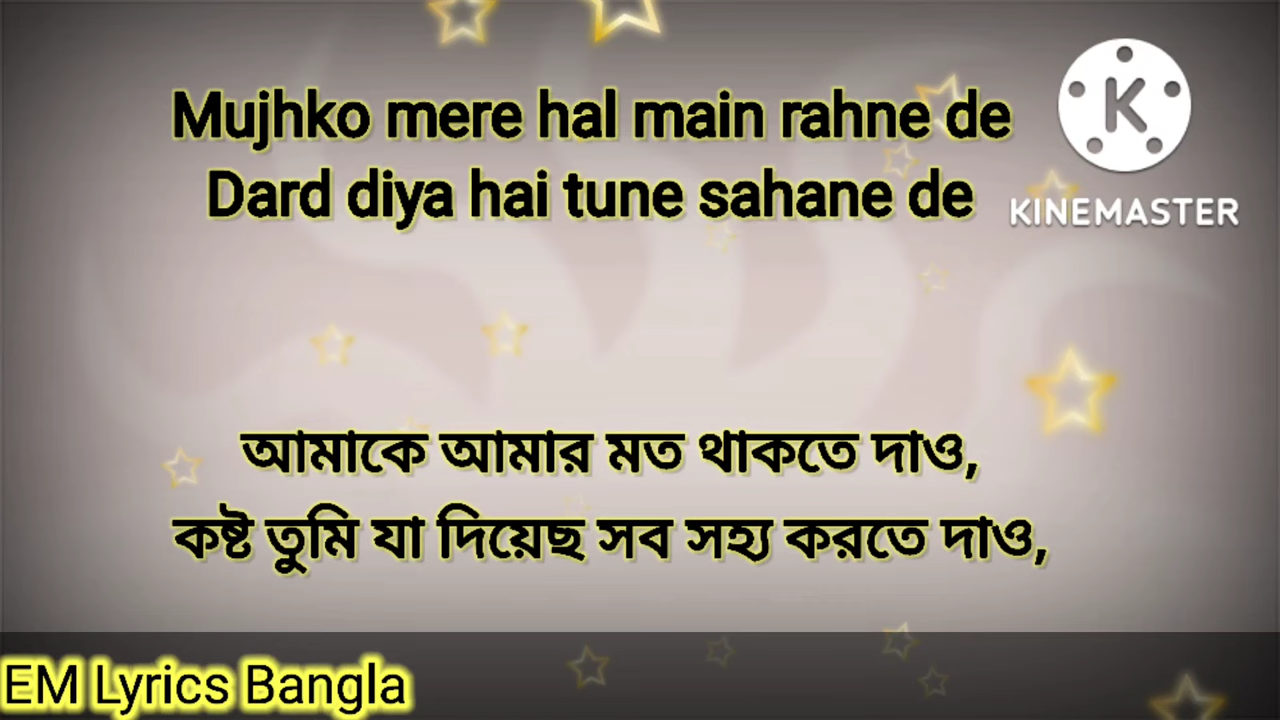 Mujhko mere hal main rahne de
Dard diya hai tune sahane de
K
KINEMASTER
আমাকে আমার মত থাকতে দাও,
কষ্ট তুমি যা দিয়েছ সব সহ্য করতে দাও,
EM Lyrics Bangla